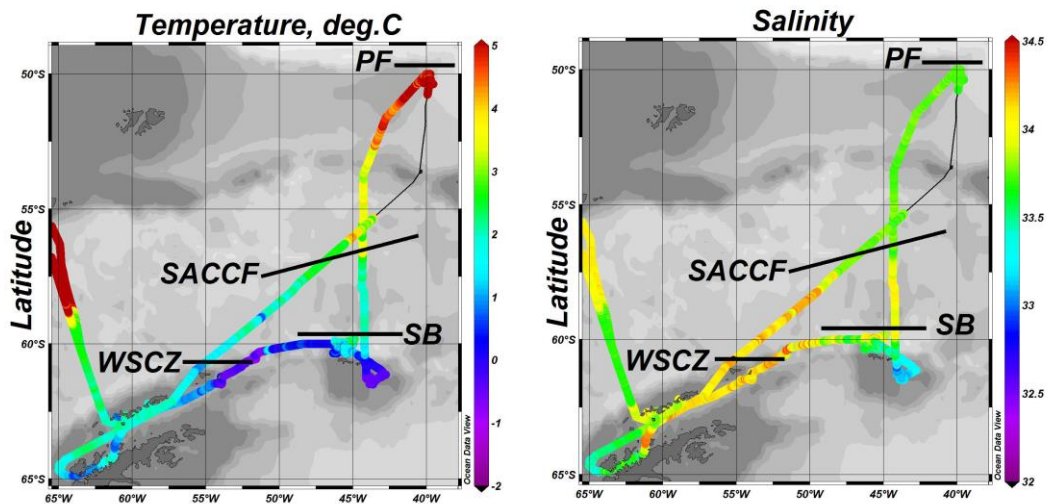 Temperature, deg.C
5
4
3
2
1
0
-1
-2
50°S
55°S
60°S
65°S
65°W
60°W
55°W
50°W
45°W
40°W
Latitude
PF
SACCF
SB
WSCZ
Ocean Data View
Salinity
34.5
34
33.5
33
32.5
32
50°S
55°S
60°S
65°S
65°W
60°W
55°W
50°W
45°W
40°W
Latitude
PF
SACCF
SB
WSCZ
Ocean Data View